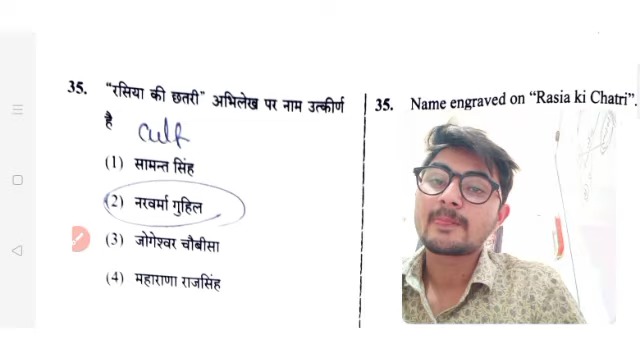 35. "रसिया की छतरी" अभिलेख पर नाम उत्कीर्ण
है
(1) सामन्त सिंह
(2) नरवर्मा गुहिल
(3) जोगेश्वर चौबीसा
(4) महाराणा राजसिंह
35. Name engraved on "Rasia ki Chatri".